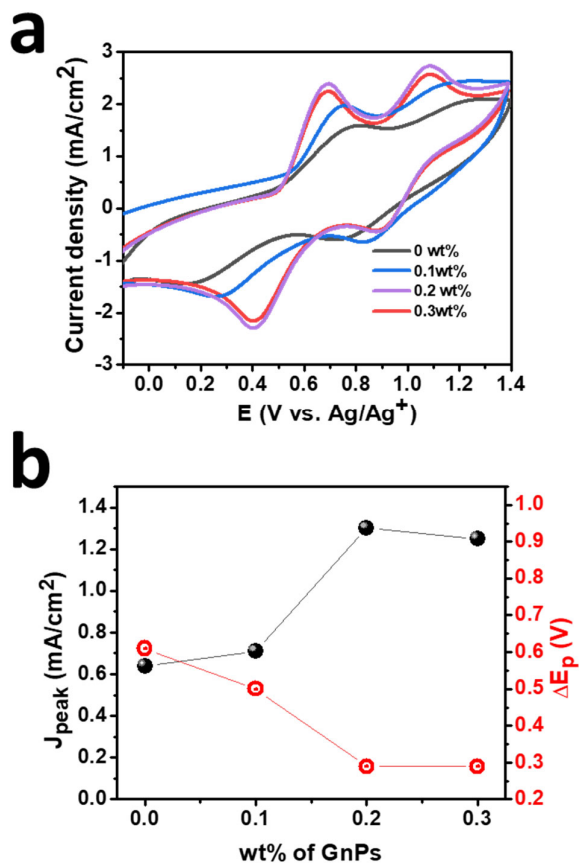 a
Current density (mA/cm²)
3
2
1
0
-1
-2
-3
0 wt%
0.1wt%
0.2 wt%
0.3wt%
0.0 0.2 0.4 0.6 0.8 1.0 1.2 1.4
E (V vs. Ag/Ag⁺)
b
J_peak (mA/cm²)
1.4
1.2
1.0
0.8
0.6
0.4
0.2
0.0
1.0
0.9
0.8
0.7
0.6
0.5
0.4
0.3
0.2
ΔE_p (V)
0.0 0.1 0.2 0.3
wt% of GnPs